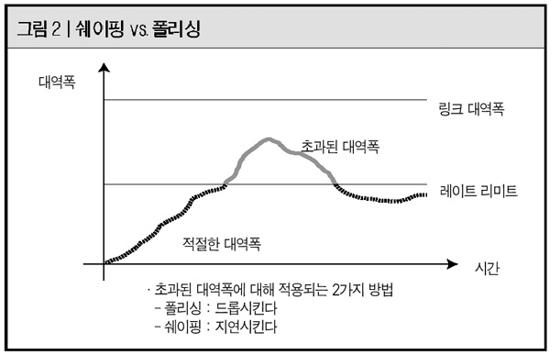 그림 2 | 쉐이핑 vs. 폴리싱
대역폭
링크 대역폭
초과된 대역폭
레이트 리미트
적절한 대역폭
시간
· 초과된 대역폭에 대해 적용되는 2가지 방법
- 폴리싱 : 드롭시킨다
- 쉐이핑 : 지연시킨다